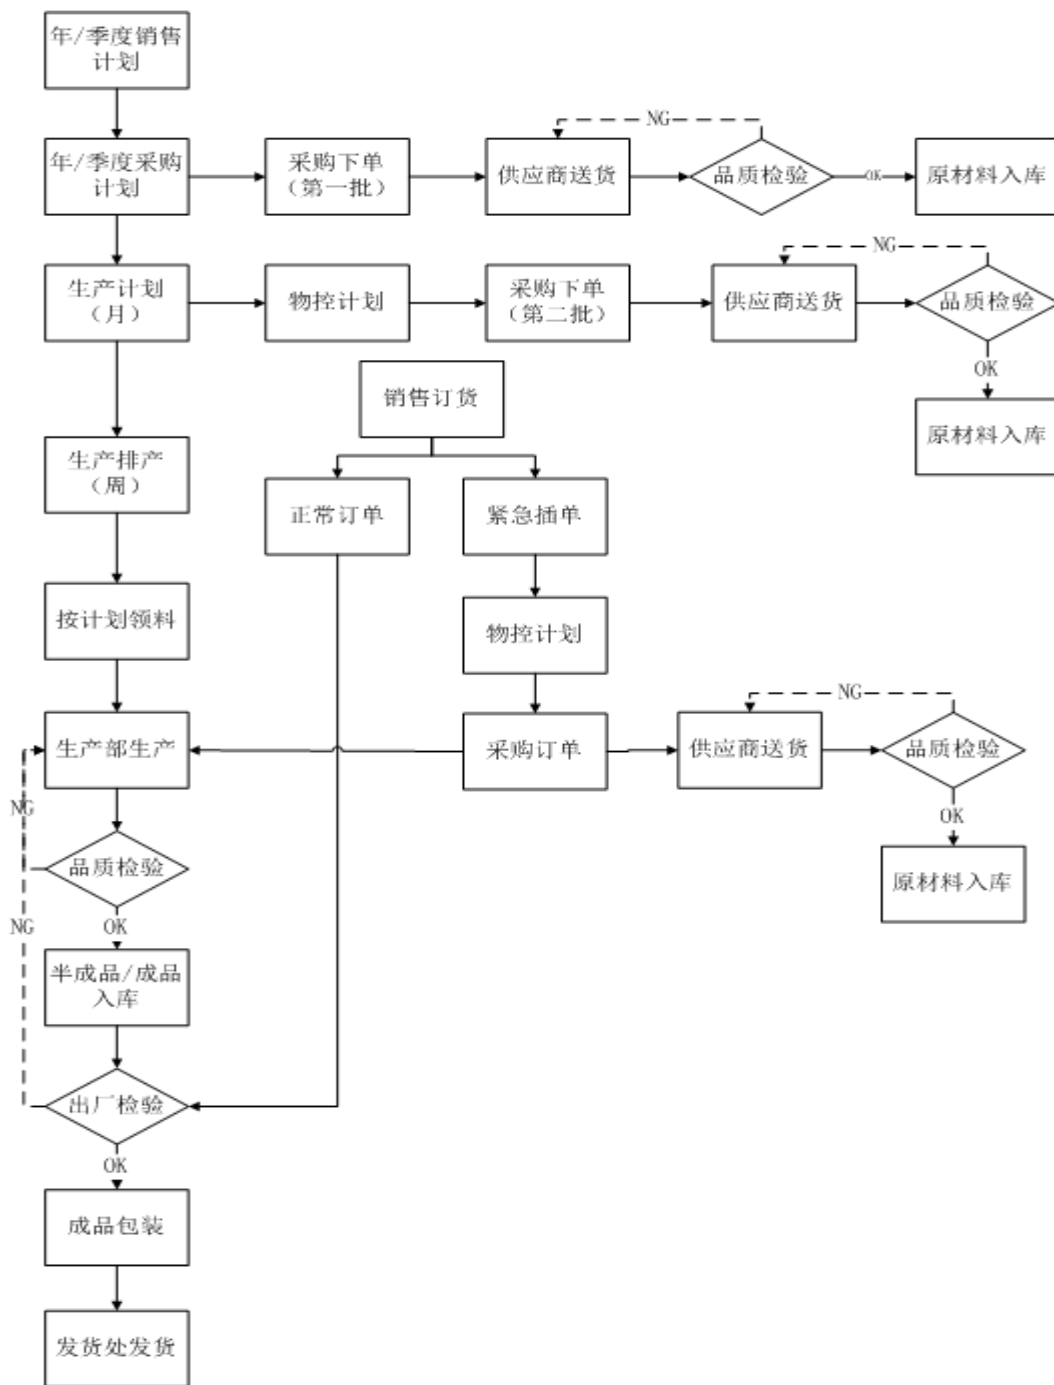 年/季度销售
计划
NG
年/季度采购
计划
采购下单
（第一批）
供应商送货
品质检验
OK
原材料入库
NG
生产计划
（月）
物控计划
采购下单
（第二批）
供应商送货
品质检验
OK
销售订货
原材料入库
生产排产
（周）
正常订单
紧急插单
按计划领料
物控计划
NG
生产部生产
采购订单
供应商送货
品质检验
NG
OK
品质检验
原材料入库
NG
OK
半成品/成品
入库
出厂检验
OK
成品包装
发货处发货